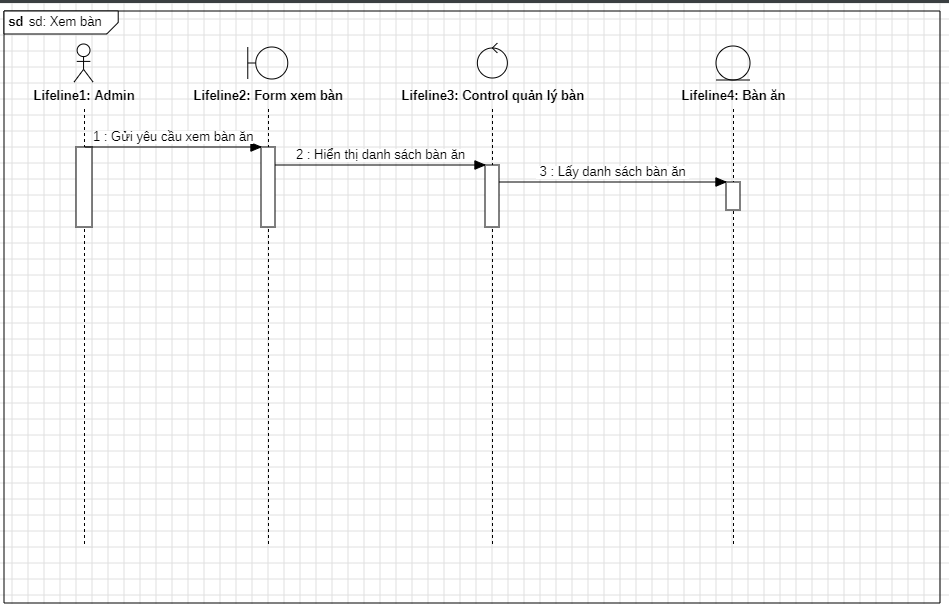 sd sd: Xem bàn
Lifeline1: Admin
Lifeline2: Form xem bàn
Lifeline3: Control quản lý bàn
Lifeline4: Bàn ăn
1 : Gửi yêu cầu xem bàn ăn
2 : Hiển thị danh sách bàn ăn
3 : Lấy danh sách bàn ăn